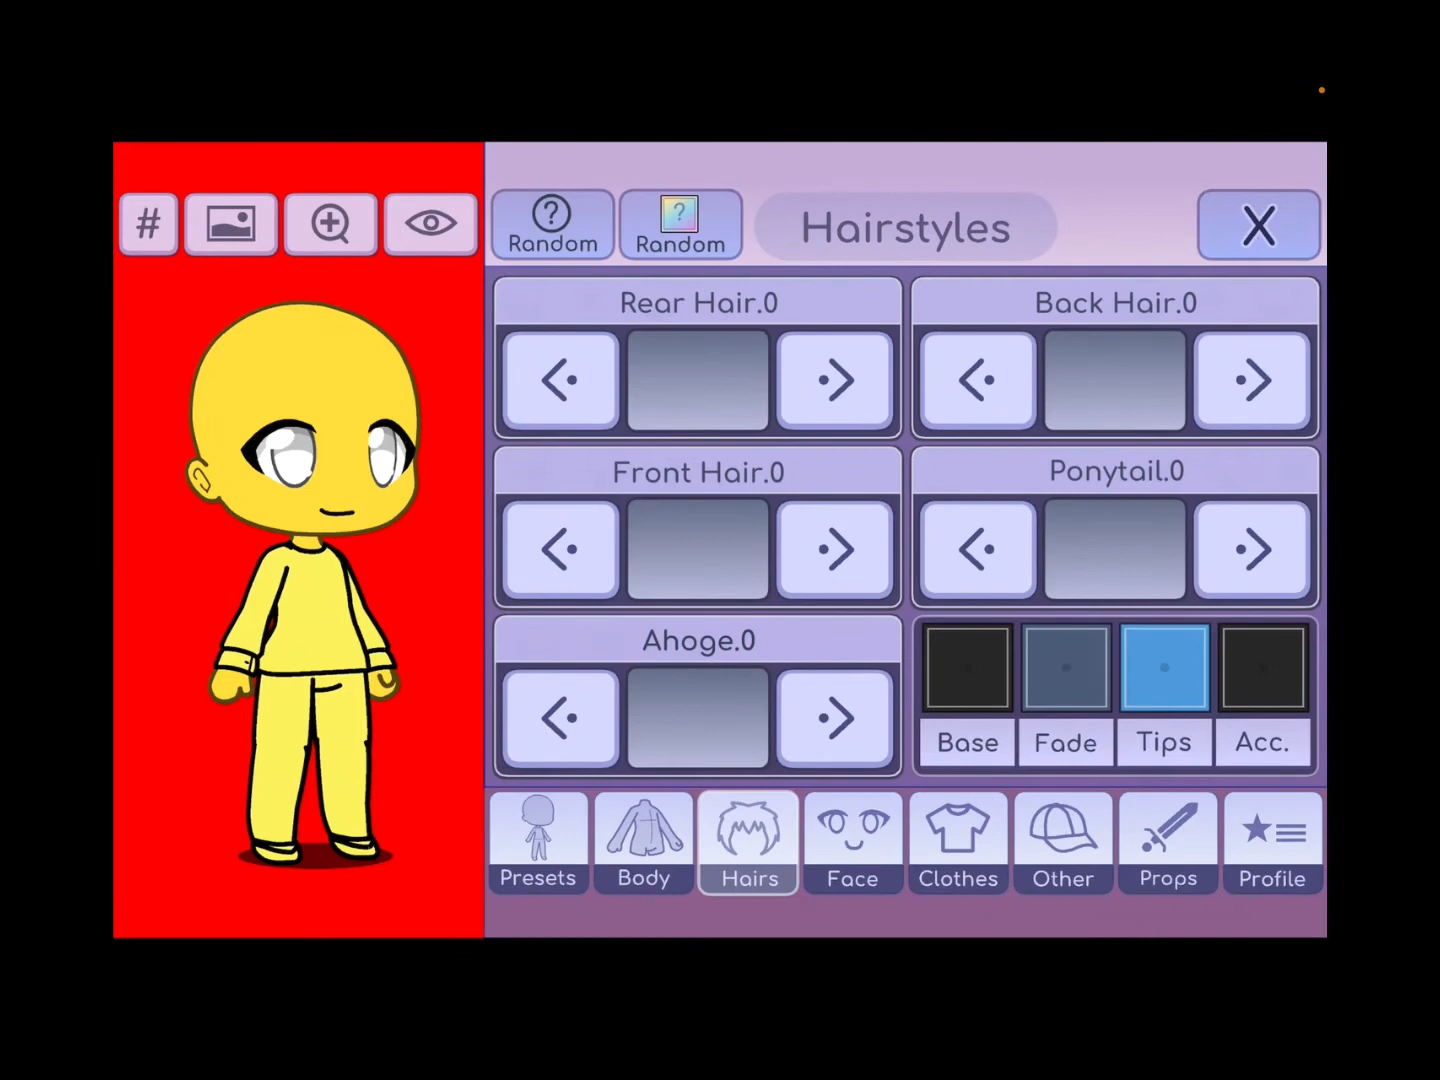 #
? Random
? Random
Hairstyles
X
Rear Hair.0
Back Hair.0
Front Hair.0
Ponytail.0
Ahoge.0
Base
Fade
Tips
Acc.
Presets
Body
Hairs
Face
Clothes
Other
Props
Profile